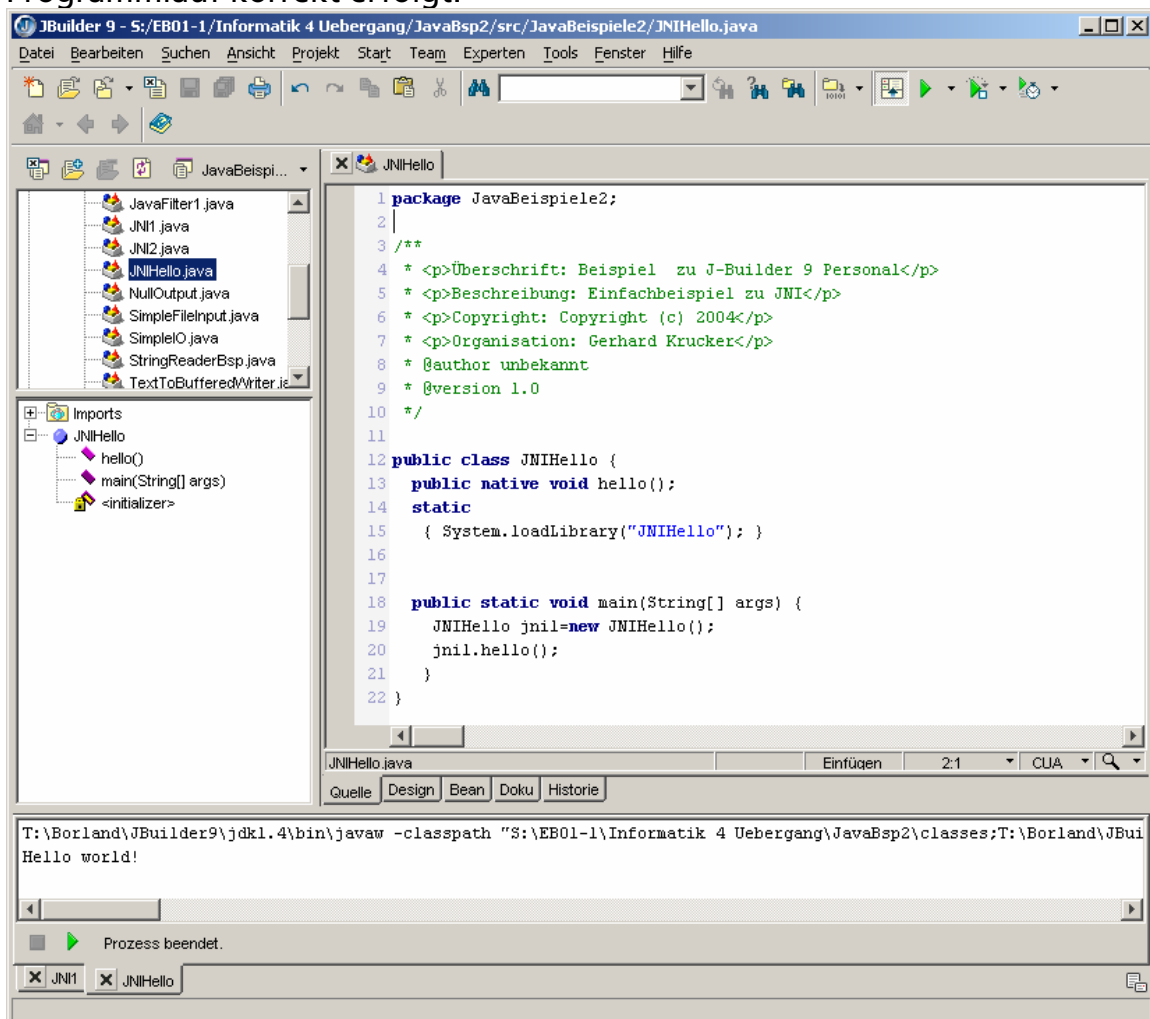 Programmlauf korrekt erfolgt.
JBuilder 9 - S:/EB01-1/Informatik 4 Uebergang/JavaBsp2/src/JavaBeispiele2/JNIHello.java
Datei Bearbeiten Suchen Ansicht Projekt Start Team Experten Tools Fenster Hilfe
JavaBeispi...
JNIHello
JavaFilter1.java
JNI1.java
JNI2.java
JNIHello.java
NullOutput.java
SimpleFileInput.java
SimpleIO.java
StringReaderBsp.java
TextToBufferedWriter.ja
Imports
JNIHello
hello()
main(String[] args)
<initializer>
1 package JavaBeispiele2;
2
3 /**
4 * <p>Überschrift: Beispiel  zu J-Builder 9 Personal</p>
5 * <p>Beschreibung: Einfachbeispiel zu JNI</p>
6 * <p>Copyright: Copyright (c) 2004</p>
7 * <p>Organisation: Gerhard Krucker</p>
8 * @author unbekannt
9 * @version 1.0
10 */
11
12 public class JNIHello {
13 public native void hello();
14 static
15 { System.loadLibrary("JNIHello"); }
16
17
18 public static void main(String[] args) {
19 JNIHello jnil=new JNIHello();
20 jnil.hello();
21 }
22 }
JNIHello.java Einfügen 2:1 CUA
Quelle Design Bean Doku Historie
T:\Borland\JBuilder9\jdk1.4\bin\javaw -classpath "S:\EB01-1\Informatik 4 Uebergang\JavaBsp2\classes;T:\Borland\JBui
Hello world!
Prozess beendet.
JNI1 JNIHello